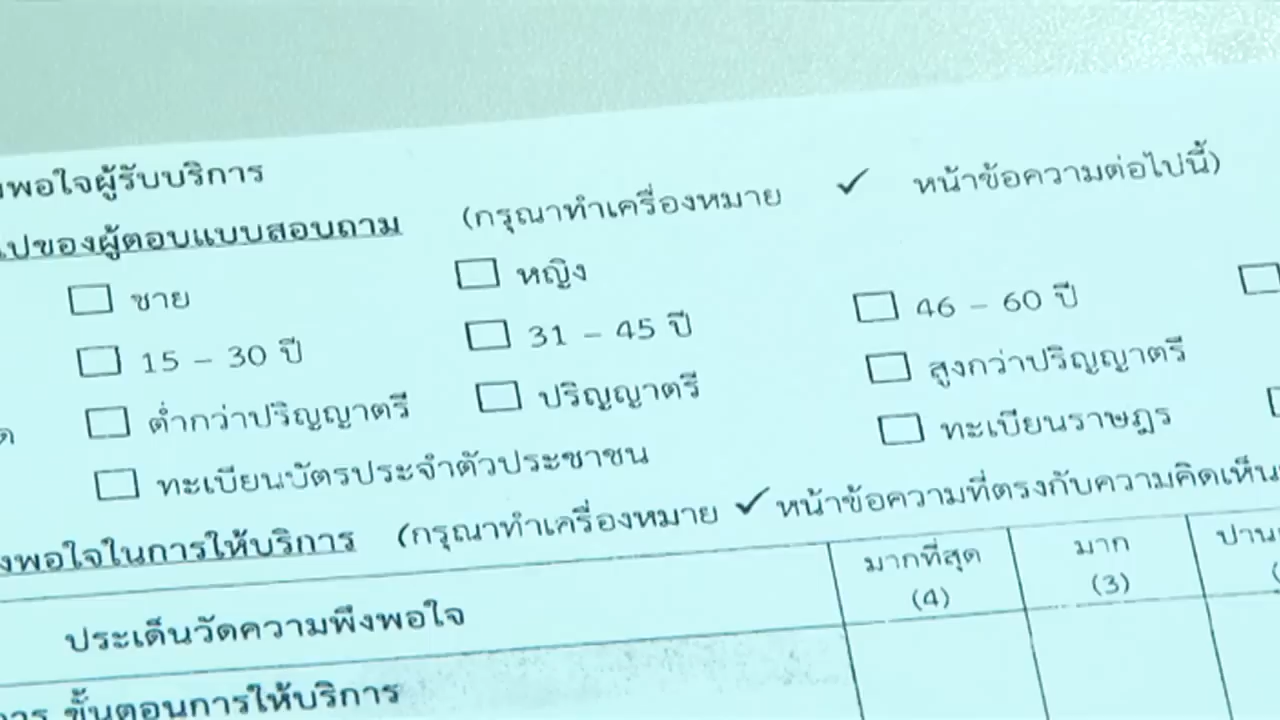 พอใจผู้รับบริการ
ไปของผู้ตอบแบบสอบถาม (กรุณาทำเครื่องหมาย ✓ หน้าข้อความต่อไปนี้)
ชาย หญิง
15 – 30 ปี 31 – 45 ปี 46 – 60 ปี
ต่ำกว่าปริญญาตรี ปริญญาตรี สูงกว่าปริญญาตรี
ทะเบียนบัตรประจำตัวประชาชน ทะเบียนราษฎร
พอใจในการให้บริการ (กรุณาทำเครื่องหมาย ✓ หน้าข้อความที่ตรงกับความคิดเห็น
ประเด็นวัดความพึงพอใจ มากที่สุด มาก ปาน
(4) (3)
ขั้นตอนการให้บริการ